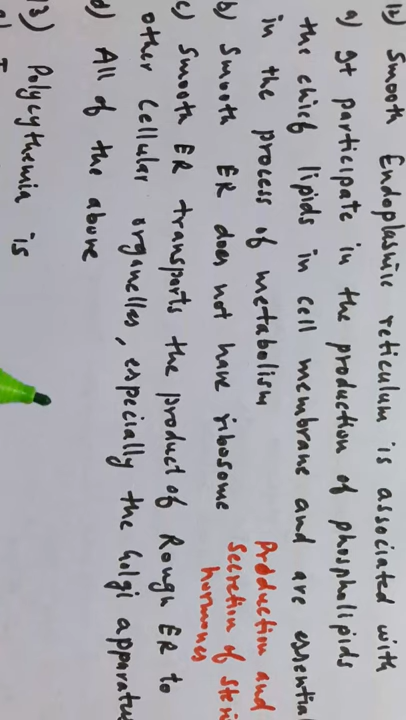 12) Smooth Endoplasmic reticulum is associated with
a) It participate in the production of phospholipids
the chief lipids in cell membrane and are essential
in the process of metabolism
b) Smooth ER does not have ribosome
Production and
Secretion of
hormones
c) Smooth ER transports the product of Rough ER to
other cellular organelles, especially the Golgi apparatus
d) All of the above
13) Polycythemia is